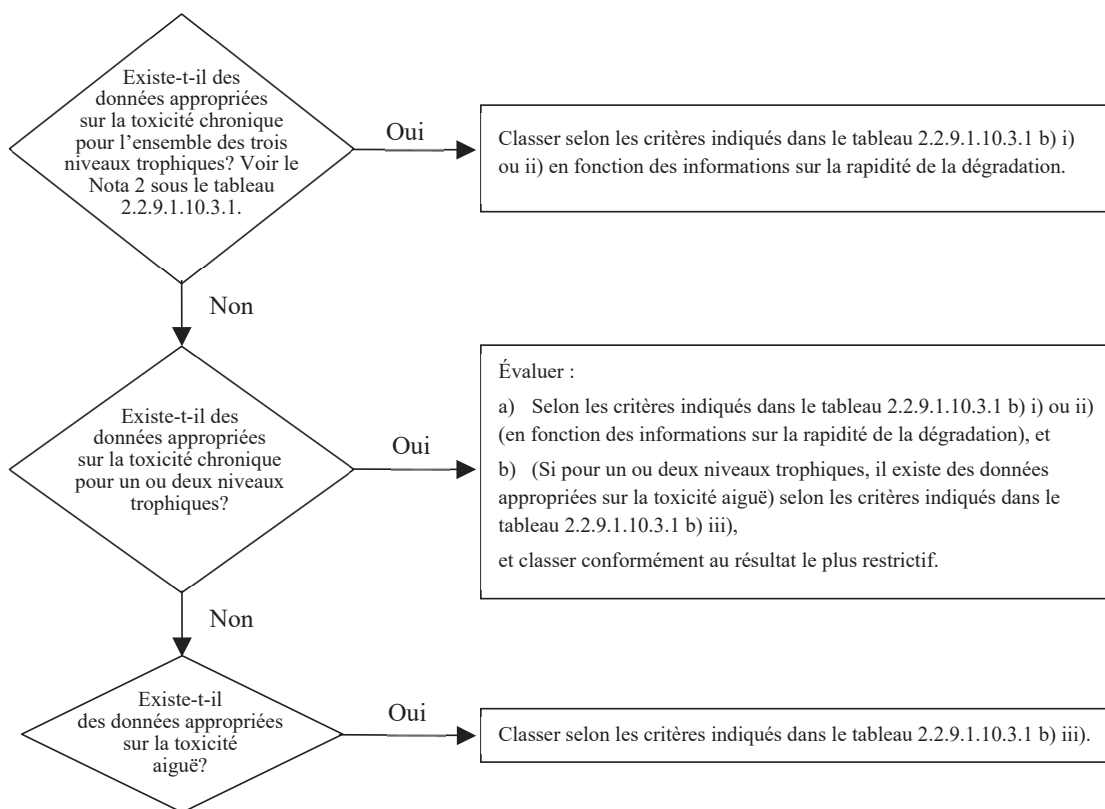 Existe-t-il des
données appropriées
sur la toxicité chronique
pour l'ensemble des trois
niveaux trophiques? Voir le
Nota 2 sous le tableau
2.2.9.1.10.3.1.
Oui
Classer selon les critères indiqués dans le tableau 2.2.9.1.10.3.1 b) i)
ou ii) en fonction des informations sur la rapidité de la dégradation.
Non
Existe-t-il des
données appropriées
sur la toxicité chronique
pour un ou deux niveaux
trophiques?
Oui
Évaluer :
a) Selon les critères indiqués dans le tableau 2.2.9.1.10.3.1 b) i) ou ii)
(en fonction des informations sur la rapidité de la dégradation), et
b) (Si pour un ou deux niveaux trophiques, il existe des données
appropriées sur la toxicité aiguë) selon les critères indiqués dans le
tableau 2.2.9.1.10.3.1 b) iii),
et classer conformément au résultat le plus restrictif.
Non
Existe-t-il
des données appropriées
sur la toxicité
aiguë?
Oui
Classer selon les critères indiqués dans le tableau 2.2.9.1.10.3.1 b) iii).